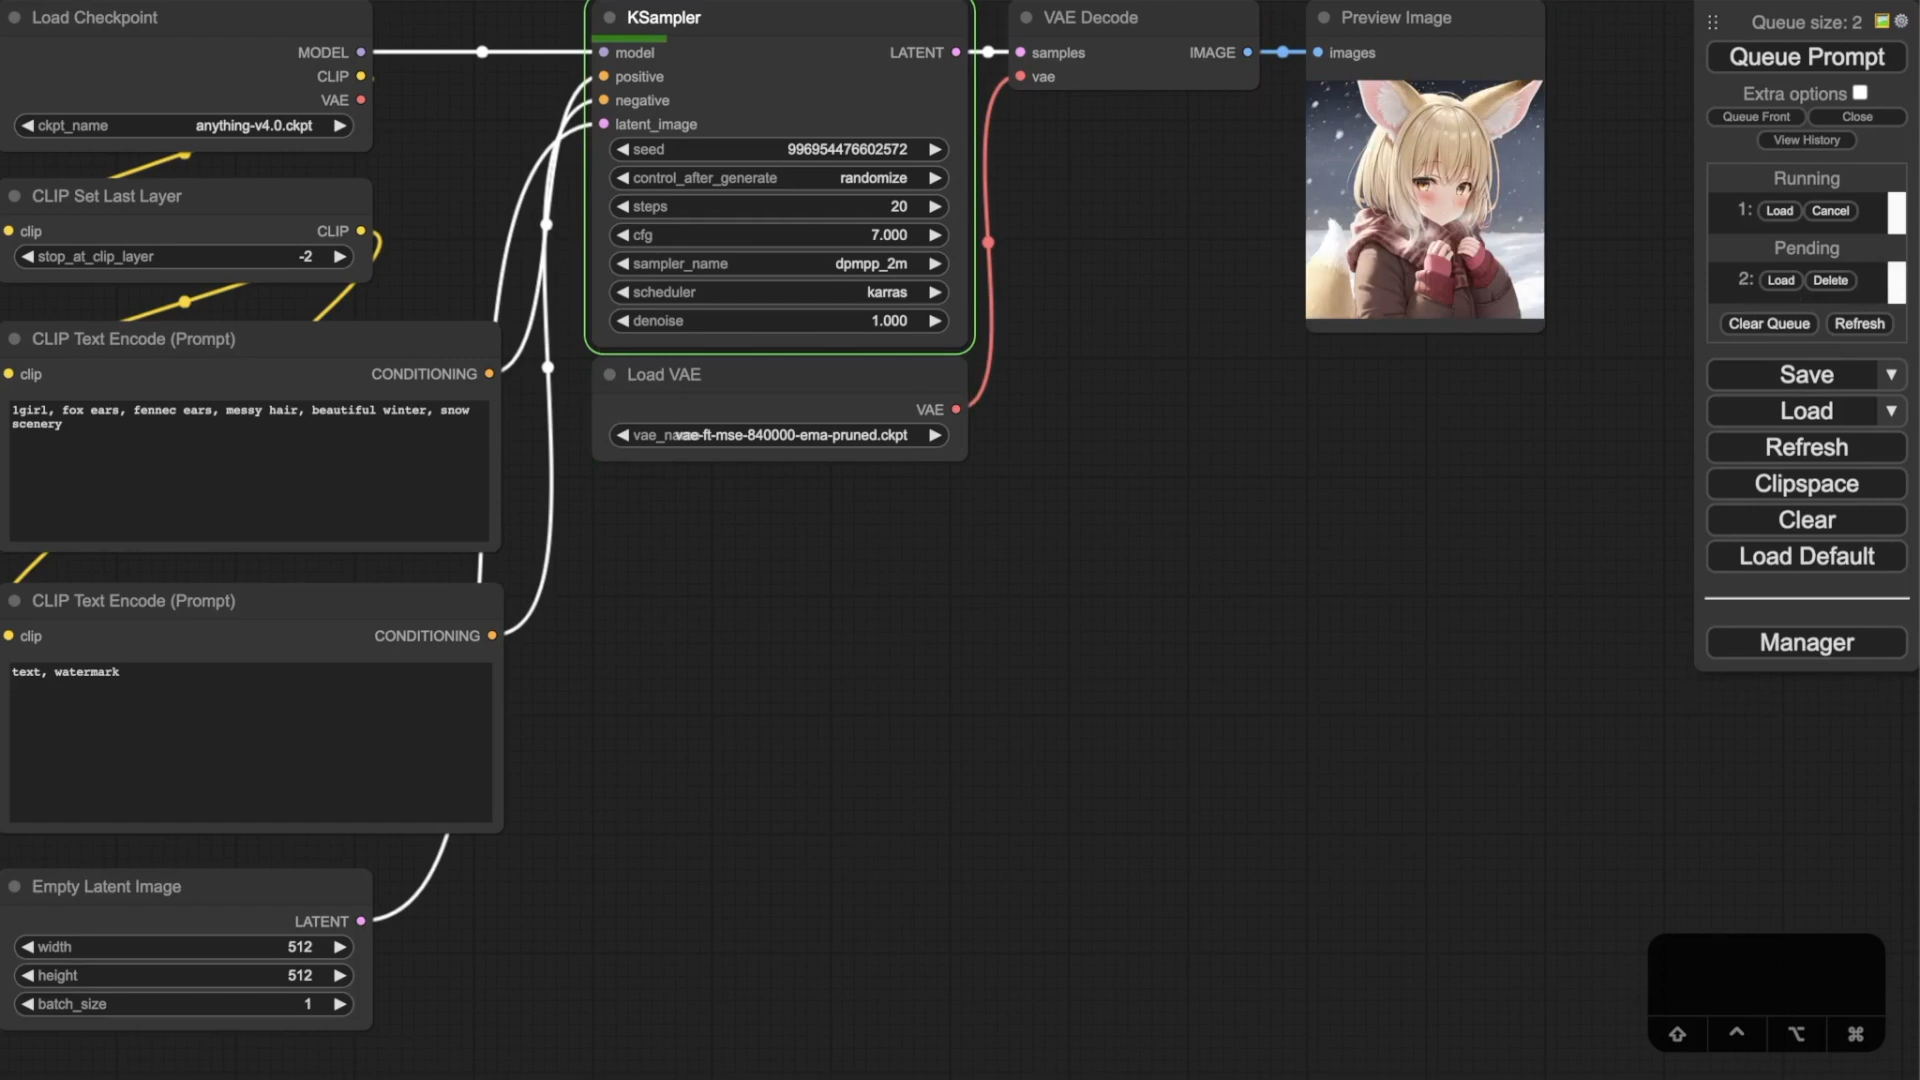 Load Checkpoint
MODEL
CLIP
VAE
ckpt_name anything-v4.0.ckpt
CLIP Set Last Layer
clip CLIP
stop_at_clip_layer -2
CLIP Text Encode (Prompt)
clip CONDITIONING
1girl, fox ears, fennec ears, messy hair, beautiful winter, snow
scenery
CLIP Text Encode (Prompt)
clip CONDITIONING
text, watermark
Empty Latent Image
LATENT
width 512
height 512
batch_size 1
KSampler
model LATENT
positive
negative
latent_image
seed 996954476602572
control_after_generate randomize
steps 20
cfg 7.000
sampler_name dpmpp_2m
scheduler karras
denoise 1.000
Load VAE
VAE
vae-ft-mse-840000-ema-pruned.ckpt
VAE Decode
samples IMAGE
vae
Preview Image
images
Queue size: 2
Queue Prompt
Extra options
Queue Front Close
View History
Running
1: Load Cancel
Pending
2: Load Delete
Clear Queue Refresh
Save
Load
Refresh
Clipspace
Clear
Load Default
Manager